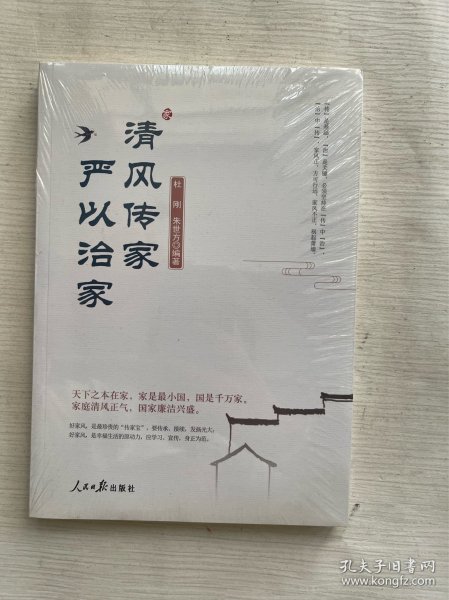 家
清风传家
严以治家
杜 刚 朱世方◎编著
天下之本在家，家是最小国，国是千万家，
家庭清风正气，国家廉洁兴盛。
好家风，是最珍贵的“传家宝”，要传承、接续，发扬光大；
好家风，是幸福生活的原动力，应学习、宣传，身正为范。
人民日报出版社
孔夫子旧书网
www.kongfz.com